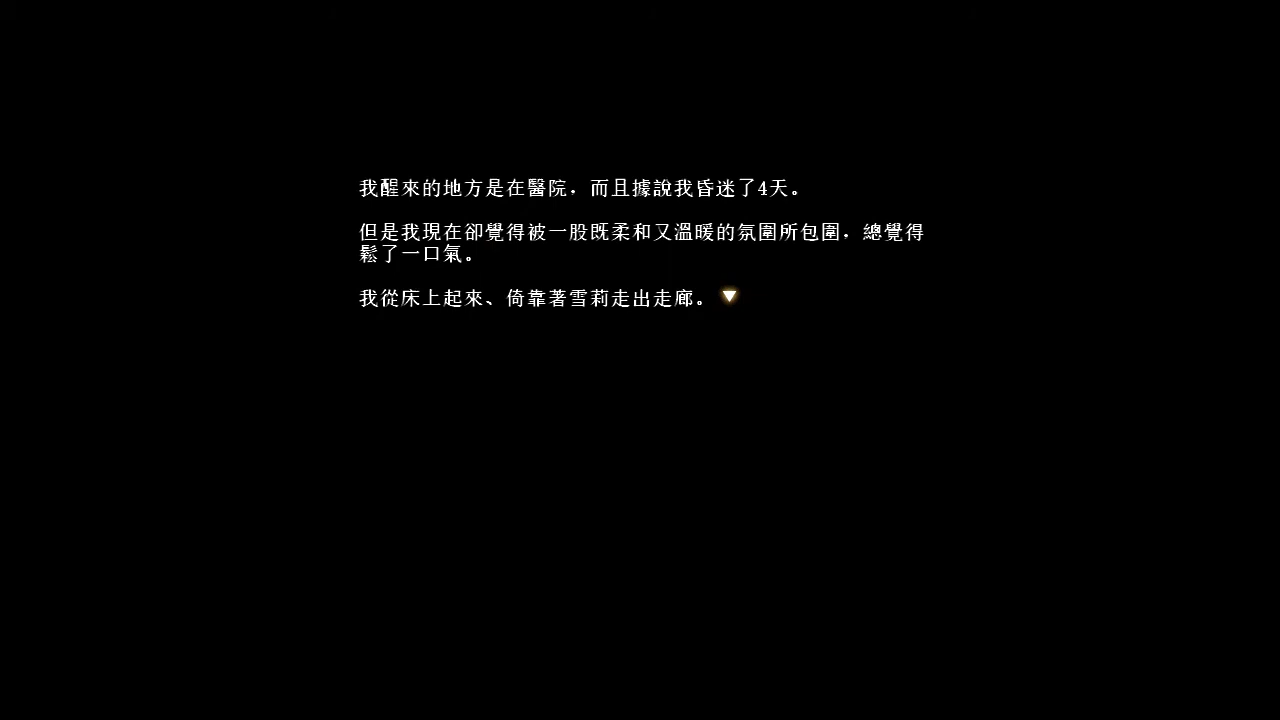 我醒來的地方是在醫院，而且據說我昏迷了4天。
但是我現在卻覺得被一股既柔和又溫暖的氛圍所包圍，總覺得
鬆了一口氣。
我從床上起來、倚靠著雪莉走出走廊。